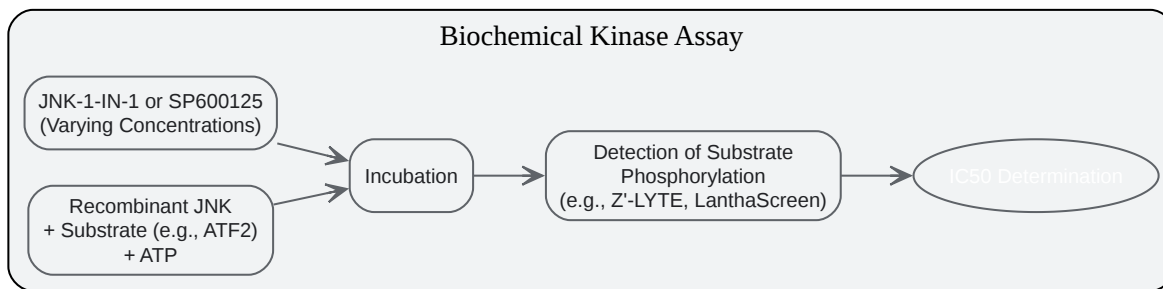 Biochemical Kinase Assay
JNK-1-IN-1 or SP600125
(Varying Concentrations)
Recombinant JNK
+ Substrate (e.g., ATF2)
+ ATP
Incubation
Detection of Substrate
Phosphorylation
(e.g., Z'-LYTE, LanthaScreen)
IC50 Determination